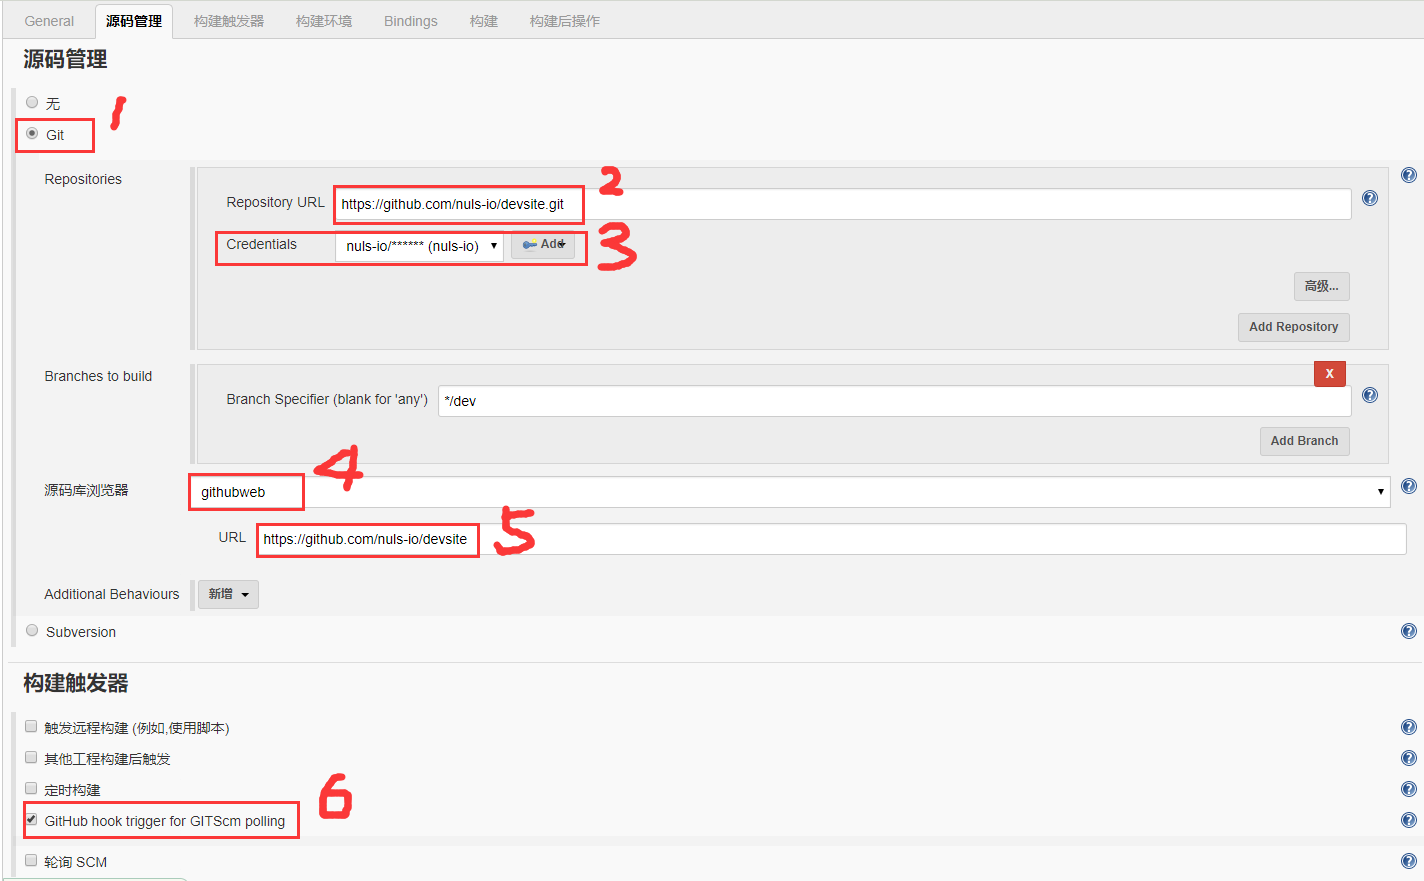 General 源码管理 构建触发器 构建环境 Bindings 构建 构建后操作
源码管理
无
1
Git
Repositories
2
Repository URL https://github.com/nuls-io/devsite.git
Credentials nuls-io/****** (nuls-io) Add
3
高级...
Add Repository
Branches to build
X
Branch Specifier (blank for 'any') */dev
Add Branch
4
源码库浏览器 githubweb
URL https://github.com/nuls-io/devsite
5
Additional Behaviours 新增
Subversion
构建触发器
触发远程构建 (例如,使用脚本)
其他工程构建后触发
定时构建
6
GitHub hook trigger for GITScm polling
轮询 SCM